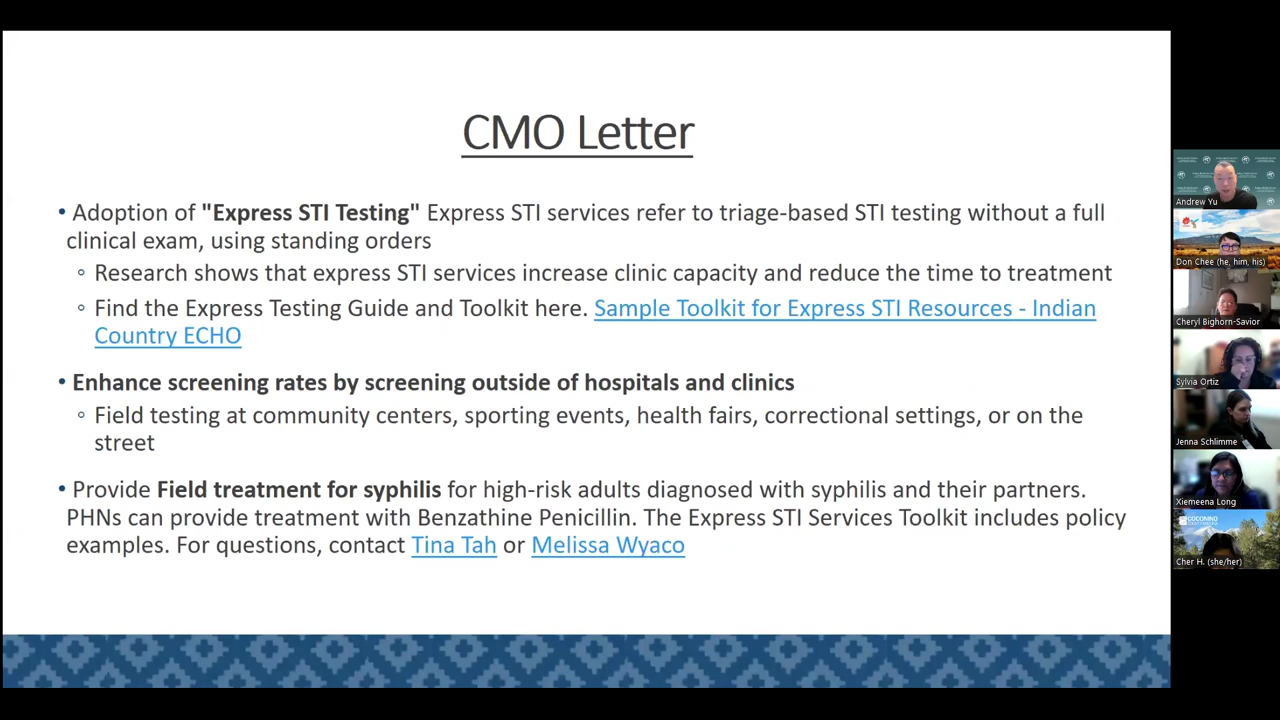 CMO Letter
• Adoption of "Express STI Testing" Express STI services refer to triage-based STI testing without a full
clinical exam, using standing orders
◦ Research shows that express STI services increase clinic capacity and reduce the time to treatment
◦ Find the Express Testing Guide and Toolkit here. Sample Toolkit for Express STI Resources - Indian
Country ECHO
• Enhance screening rates by screening outside of hospitals and clinics
◦ Field testing at community centers, sporting events, health fairs, correctional settings, or on the
street
• Provide Field treatment for syphilis for high-risk adults diagnosed with syphilis and their partners.
PHNs can provide treatment with Benzathine Penicillin. The Express STI Services Toolkit includes policy
examples. For questions, contact Tina Tah or Melissa Wyaco
Andrew Yu
Don Chee (he, him, his)
Cheryl Bighorn-Savior
Sylvia Ortiz
Jenna Schlimme
Xiemeena Long
COCONINO
Cher H. (she/her)